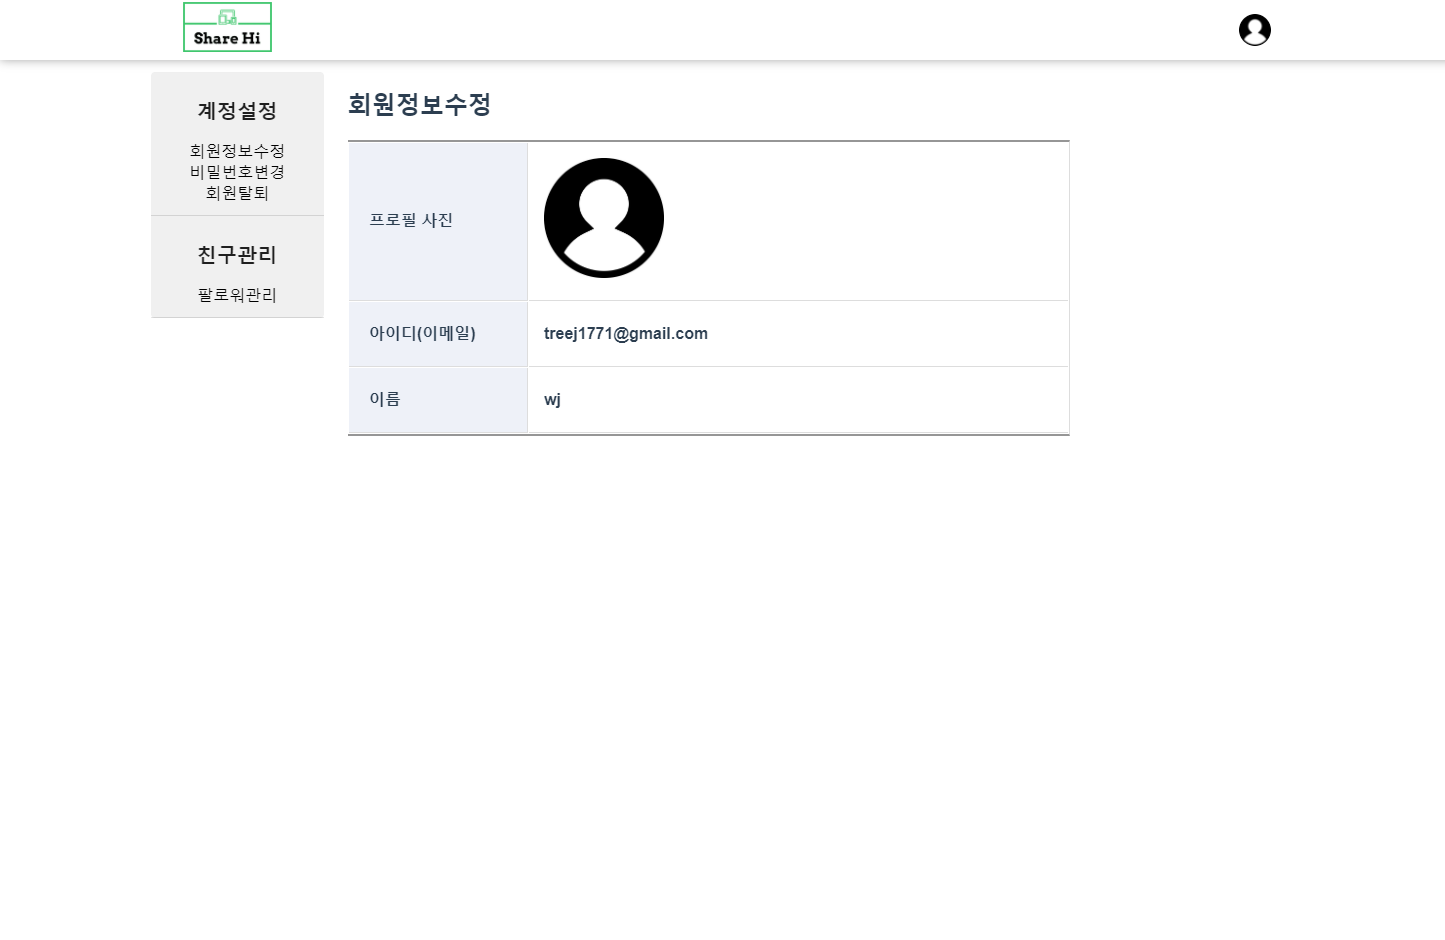 Share Hi
계정설정
회원정보수정
비밀번호변경
회원탈퇴
친구관리
팔로워관리
회원정보수정
프로필 사진
아이디(이메일)
treej1771@gmail.com
이름
wj